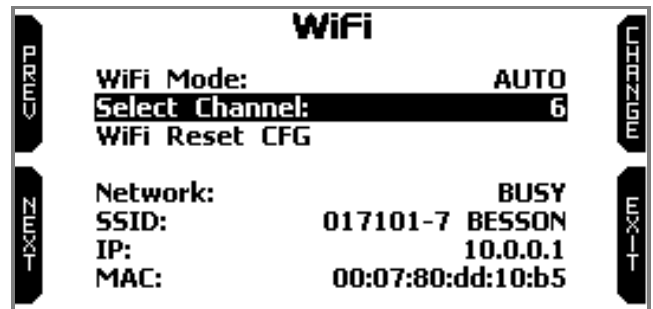 WiFi
PREV
CHANGE
WiFi Mode: AUTO
Select Channel: 6
WiFi Reset CFG
NEXT
EXIT
Network: BUSY
SSID: 017101-7 BESSON
IP: 10.0.0.1
MAC: 00:07:80:dd:10:b5